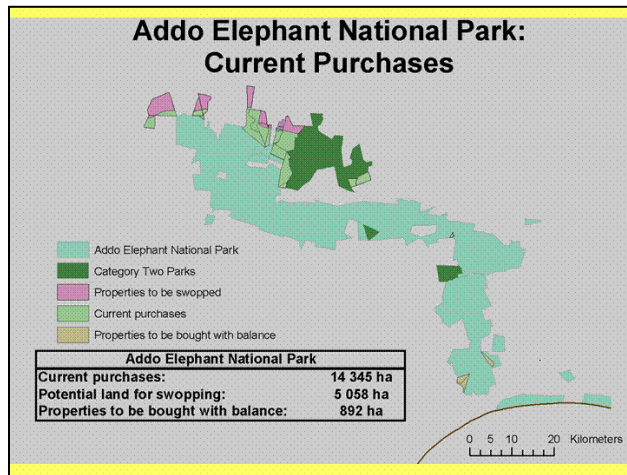 Addo Elephant National Park:
Current Purchases
Addo Elephant National Park
Category Two Parks
Properties to be swopped
Current purchases
Properties to be bought with balance
Addo Elephant National Park
Current purchases: 14 345 ha
Potential land for swopping: 5 058 ha
Properties to be bought with balance: 892 ha
0 5 10 20 Kilometers